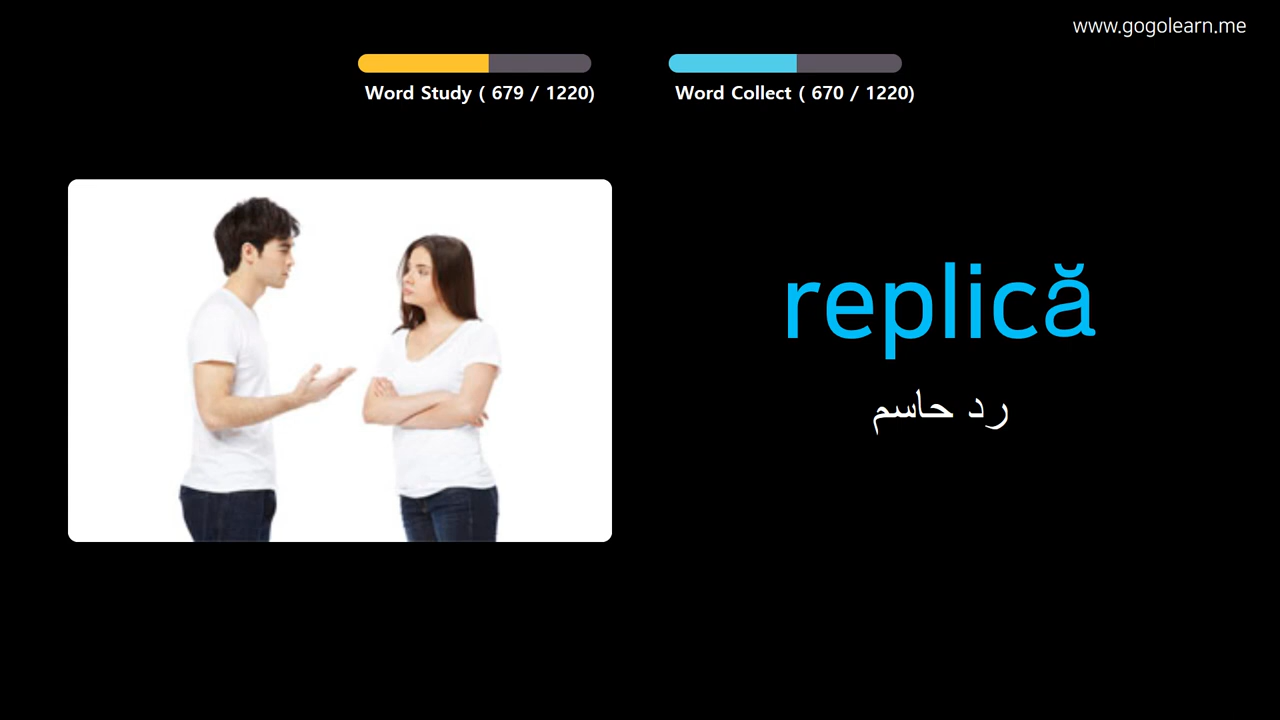 www.gogolearn.me
Word Study ( 679 / 1220)
Word Collect ( 670 / 1220)
replică
رد حاسم